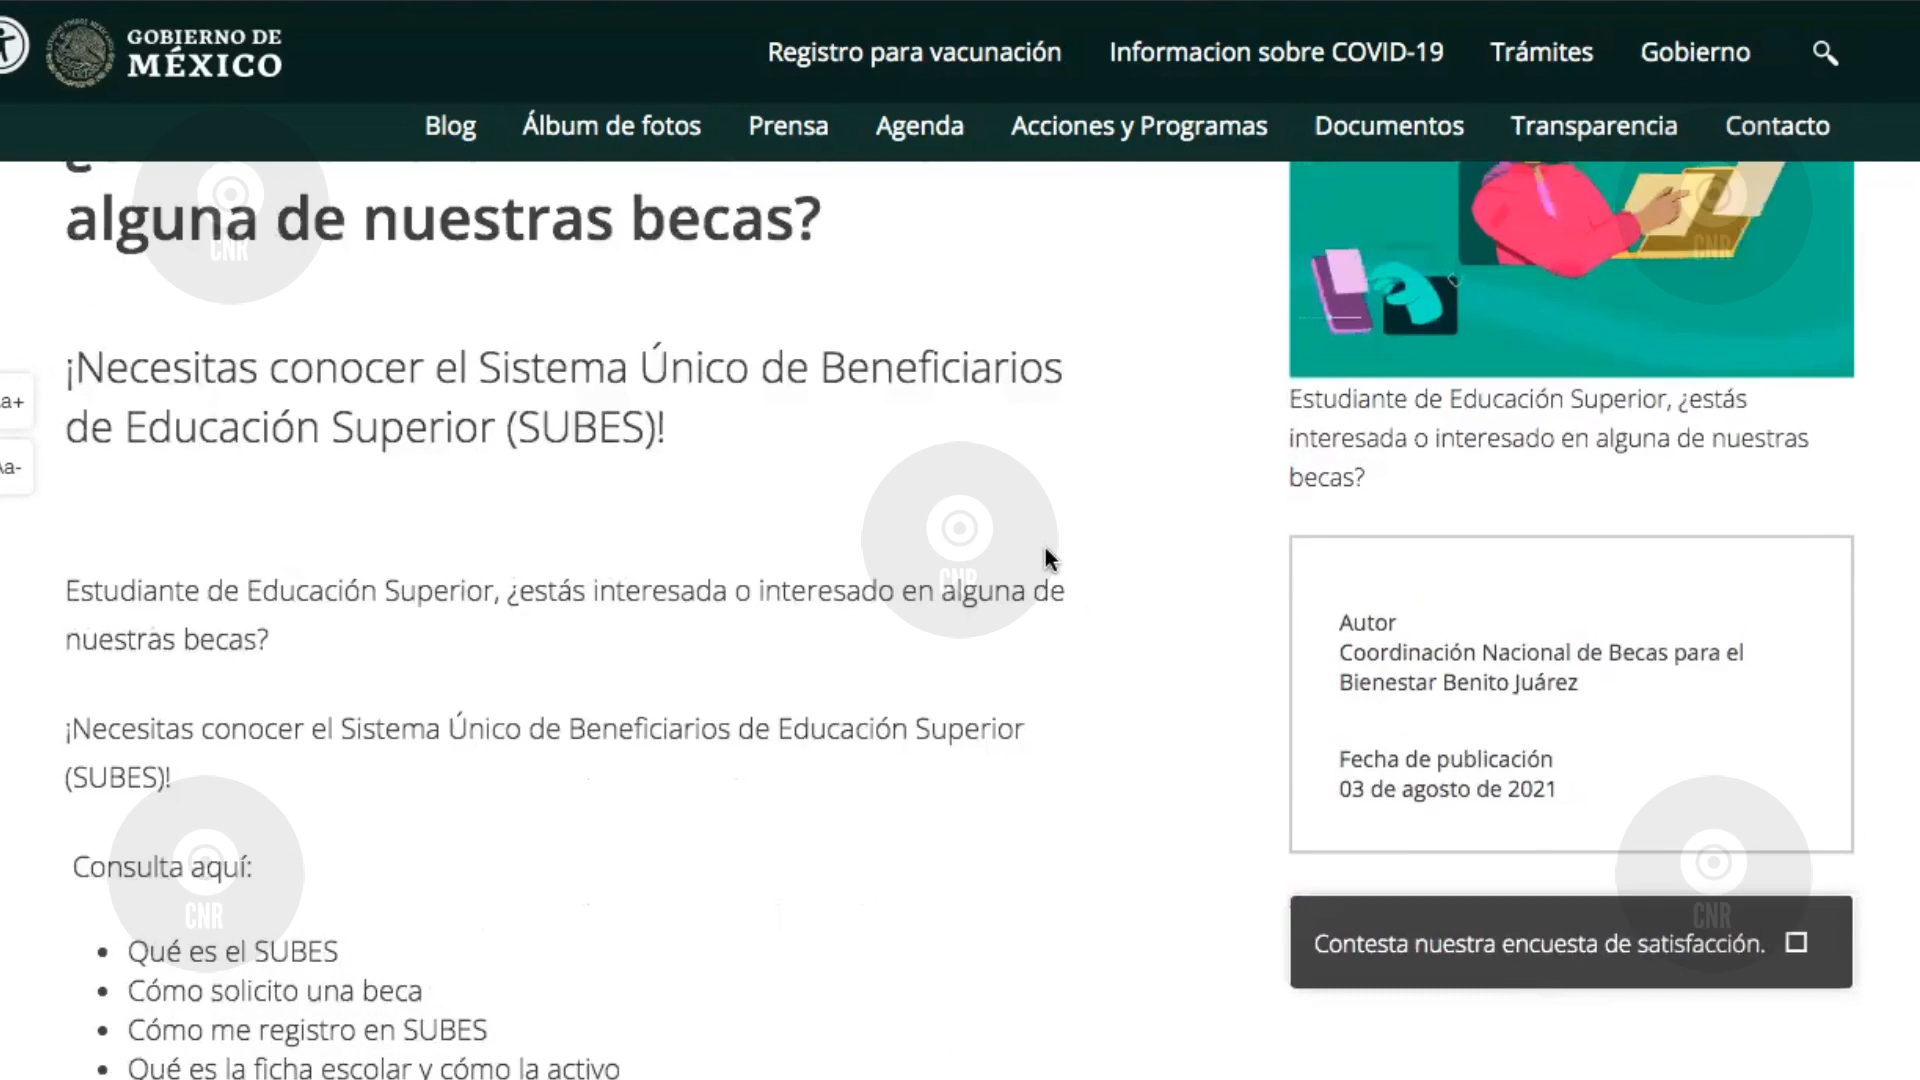 GOBIERNO DE
MÉXICO
Registro para vacunación Informacion sobre COVID-19 Trámites Gobierno
Blog Álbum de fotos Prensa Agenda Acciones y Programas Documentos Transparencia Contacto
alguna de nuestras becas?
¡Necesitas conocer el Sistema Único de Beneficiarios
de Educación Superior (SUBES)!
a+
Aa-
Estudiante de Educación Superior, ¿estás interesada o interesado en alguna de
nuestras becas?
¡Necesitas conocer el Sistema Único de Beneficiarios de Educación Superior
(SUBES)!
Consulta aquí:
• Qué es el SUBES
• Cómo solicito una beca
• Cómo me registro en SUBES
• Qué es la ficha escolar y cómo la activo
Estudiante de Educación Superior, ¿estás
interesada o interesado en alguna de nuestras
becas?
Autor
Coordinación Nacional de Becas para el
Bienestar Benito Juárez
Fecha de publicación
03 de agosto de 2021
Contesta nuestra encuesta de satisfacción.
CNR
CNR
CNR
CNR
CNR